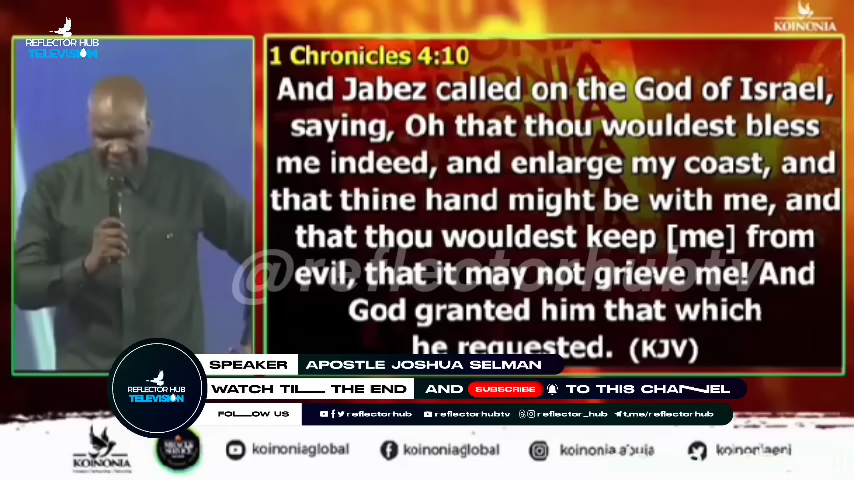 REFLECTOR HUB
TELEVISION
KOINONIA
1 Chronicles 4:10
And Jabez called on the God of Israel,
saying, Oh that thou wouldest bless
me indeed, and enlarge my coast, and
that thine hand might be with me, and
that thou wouldest keep [me] from
evil, that it may not grieve me! And
God granted him that which
he requested. (KJV)
@reflectorhubtv
SPEAKER APOSTLE JOSHUA SELMAN
REFLECTOR HUB
TELEVISION
WATCH TILL THE END AND SUBSCRIBE TO THIS CHANNEL
FOLLOW US reflectorhub reflectorhubtv @reflector_hub t.me/reflectorhub
KOINONIA
koinoniaglobal koinoniaglobal koinonia